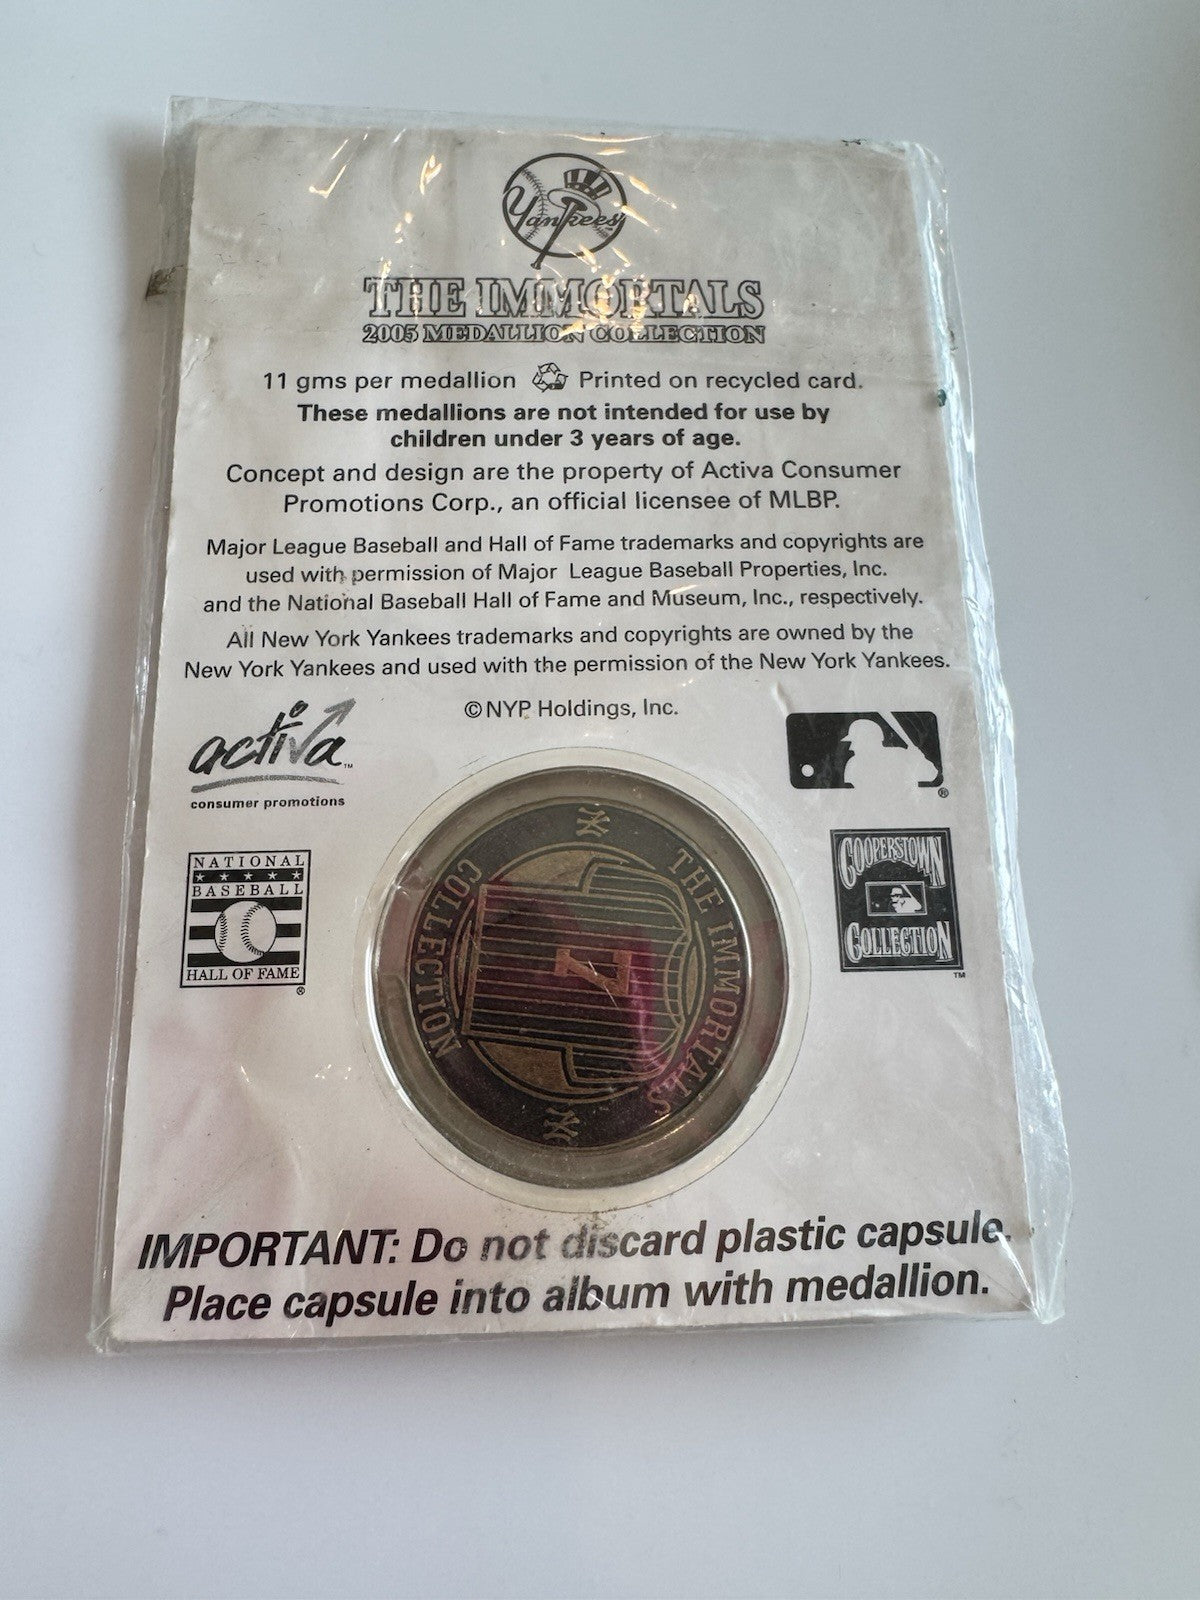 Yankees
THE IMMORTALS
2005 MEDALLION COLLECTION
11 gms per medallion Printed on recycled card.
These medallions are not intended for use by
children under 3 years of age.
Concept and design are the property of Activa Consumer
Promotions Corp., an official licensee of MLBP.
Major League Baseball and Hall of Fame trademarks and copyrights are
used with permission of Major League Baseball Properties, Inc.
and the National Baseball Hall of Fame and Museum, Inc., respectively.
All New York Yankees trademarks and copyrights are owned by the
New York Yankees and used with the permission of the New York Yankees.
©NYP Holdings, Inc.
activa™
consumer promotions
®
NATIONAL
BASEBALL
HALL OF FAME
®
COOPERSTOWN
COLLECTION
™
NY
THE IMMORTALS
COLLECTION
7
NY
IMPORTANT: Do not discard plastic capsule.
Place capsule into album with medallion.